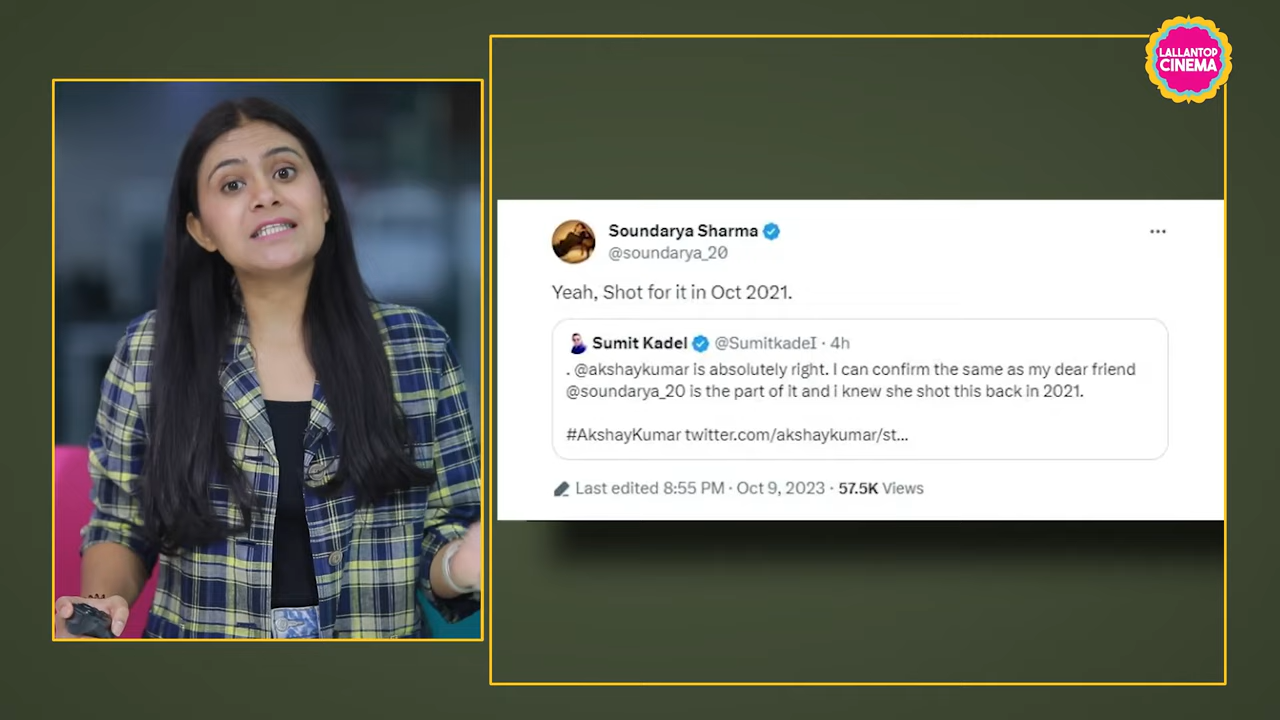 LALLANTOP
CINEMA
Soundarya Sharma
@soundarya_20
Yeah, Shot for it in Oct 2021.
Sumit Kadel @SumitkadeI · 4h
. @akshaykumar is absolutely right. I can confirm the same as my dear friend
@soundarya_20 is the part of it and i knew she shot this back in 2021.
#AkshayKumar twitter.com/akshaykumar/st...
Last edited 8:55 PM · Oct 9, 2023 · 57.5K Views